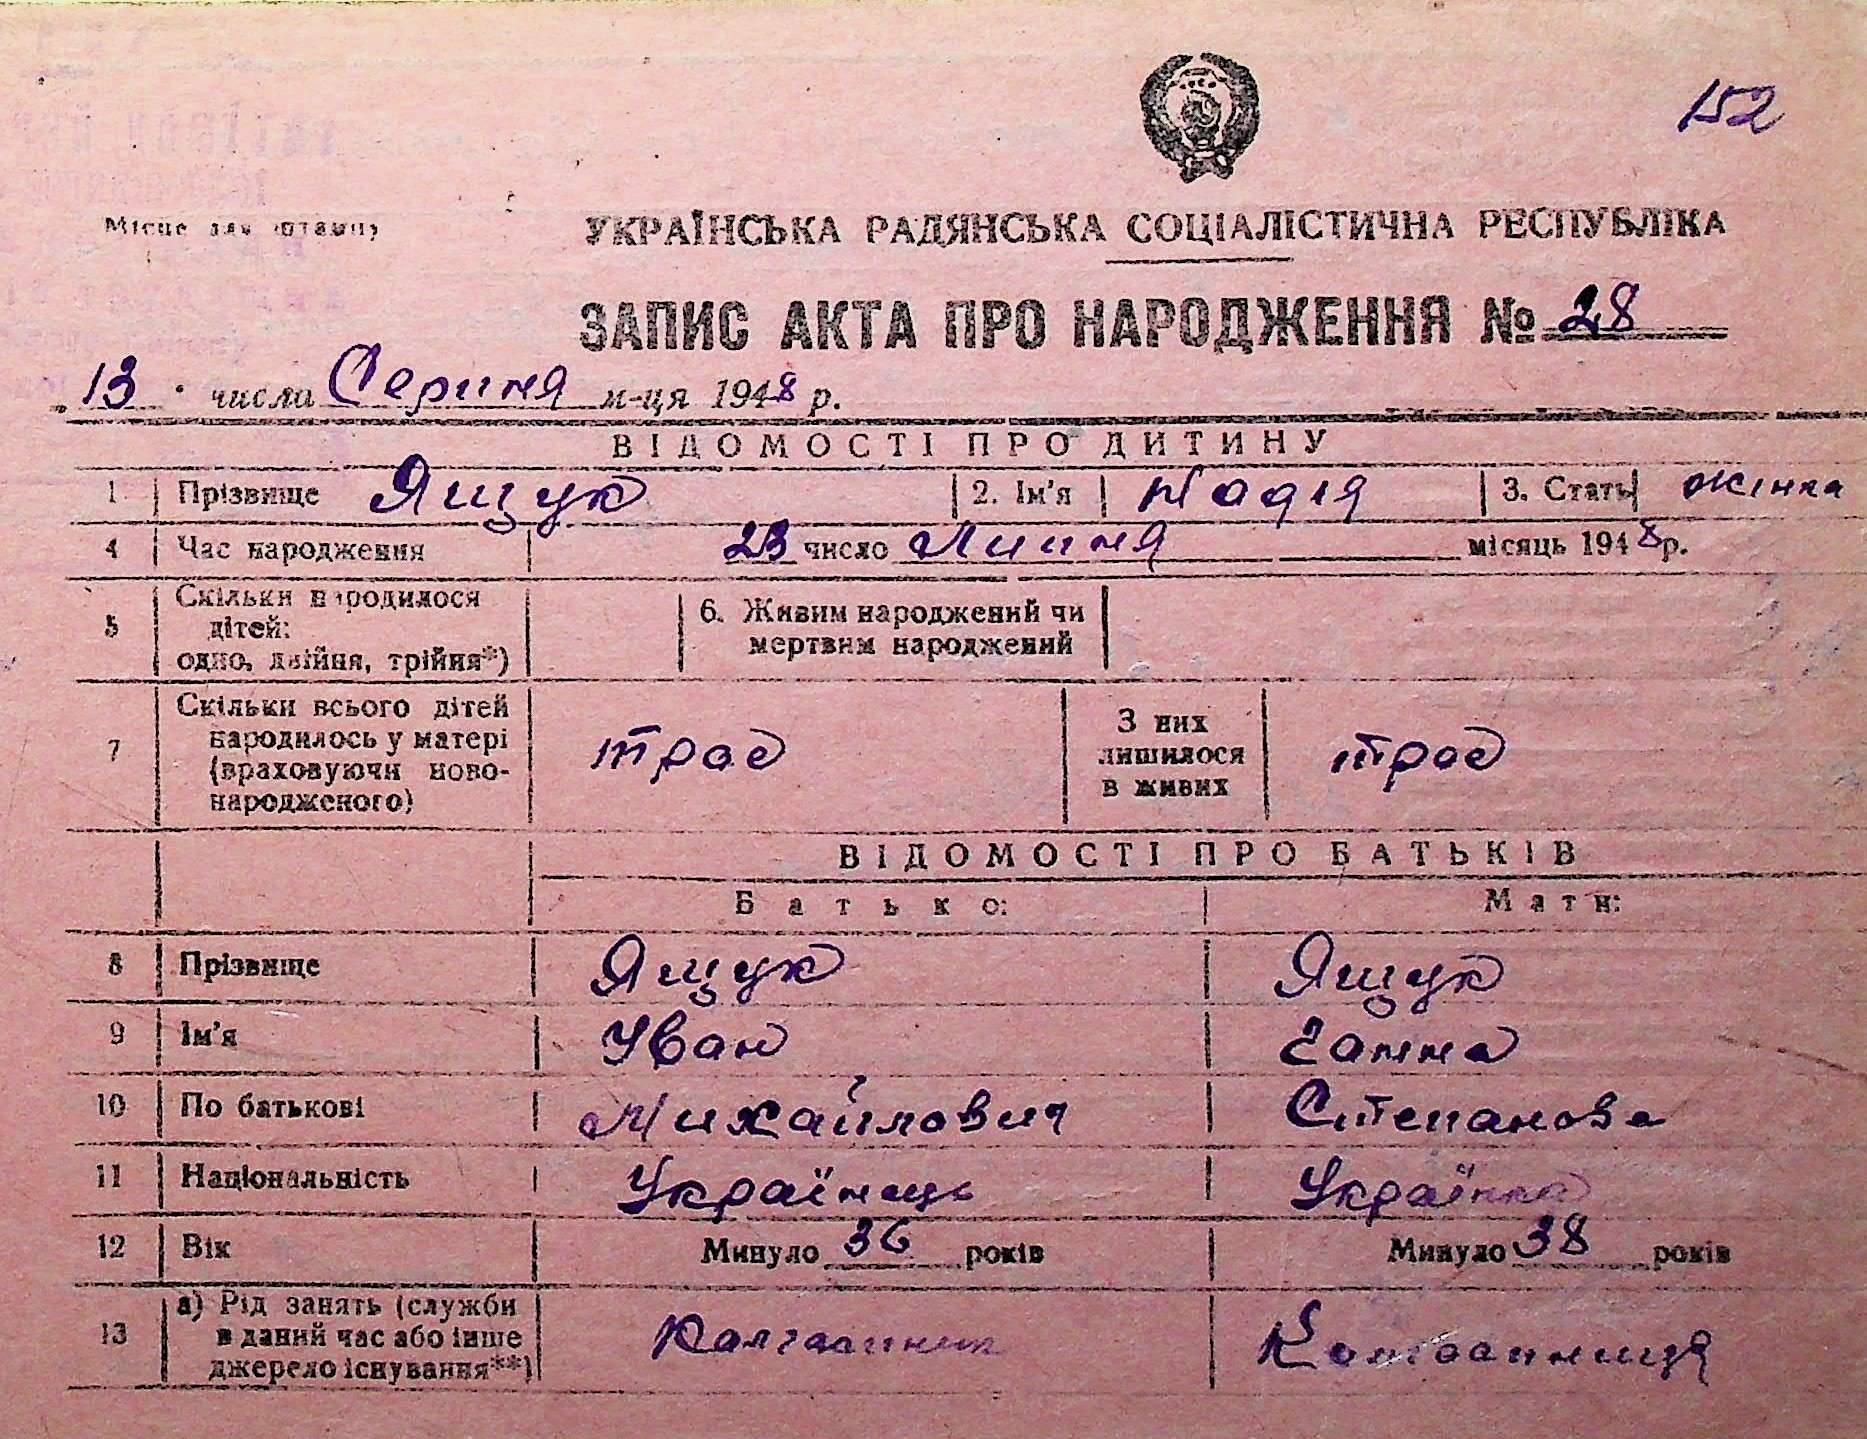 152
Місце для штампу
УКРАЇНСЬКА РАДЯНСЬКА СОЦІАЛІСТИЧНА РЕСПУБЛІКА
ЗАПИС АКТА ПРО НАРОДЖЕННЯ № 28
„13" числа Серпня м-ця 1948 р.
ВІДОМОСТІ ПРО ДИТИНУ
1 Прізвище Ящук 2. Ім'я Надія 3. Стать жінка
4 Час народження 23 число Липня місяць 1948 р.
5 Скільки народилося дітей: одно, двійня, трійня*) 6. Живим народжений чи мертвим народжений
7 Скільки всього дітей народилось у матері (враховуючи новонародженого) троє З них лишилося в живих троє
ВІДОМОСТІ ПРО БАТЬКІВ
Батько: Мати:
8 Прізвище Ящук Ящук
9 Ім'я Іван Ганна
10 По батькові Михайлович Степанова
11 Національність Українець Українка
12 Вік Минуло 36 років Минуло 38 років
13 а) Рід занять (служби в даний час або інше джерело існування**) Колгоспник Колгоспниця